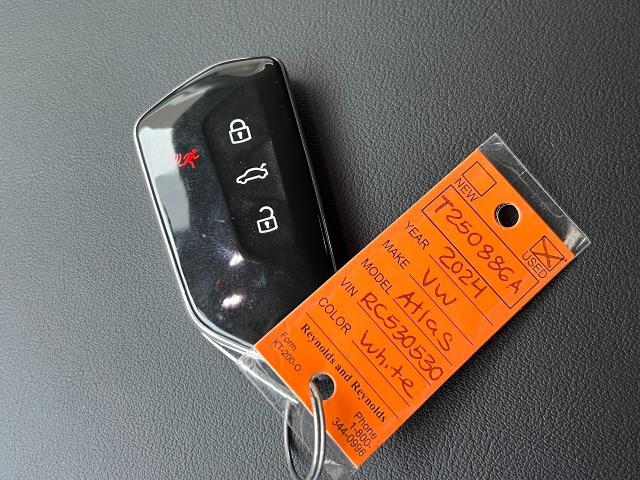 NEW
USED
T250886A
YEAR 2024
MAKE VW
MODEL Atlas
VIN RC530530
COLOR White
Reynolds and Reynolds
Form
KT-200-O
Phone
1-800-
344-0996